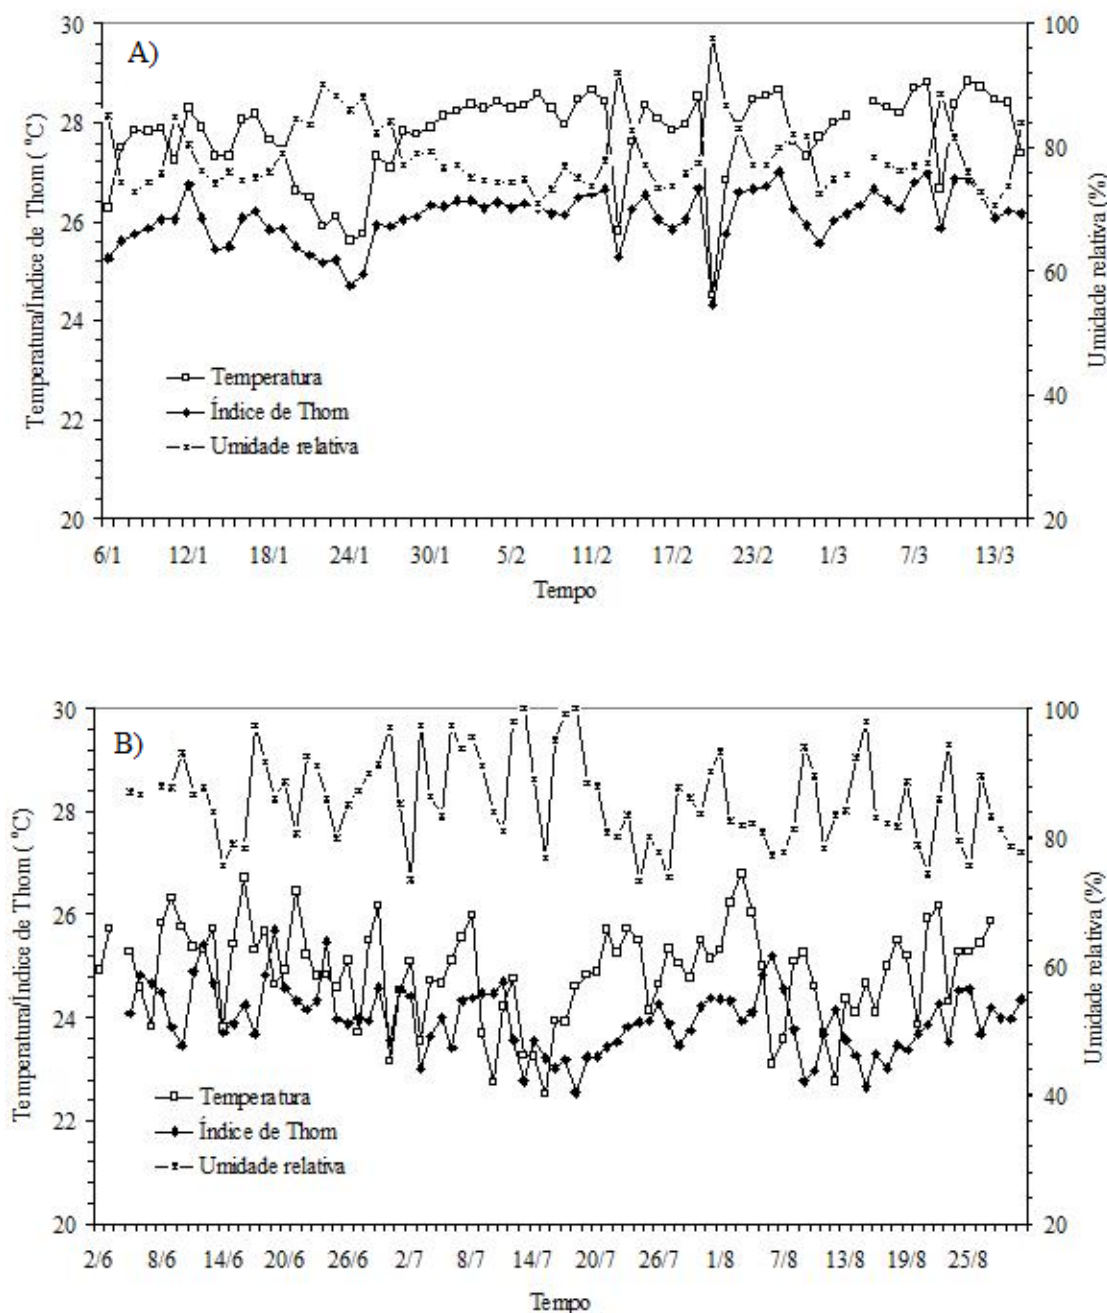 A)
Temperatura/Índice de Thom ( °C)
30
28
26
24
22
20
100
80
60
40
20
Umidade relativa (%)
Temperatura
Índice de Thom
Umidade relativa
6/1 12/1 18/1 24/1 30/1 5/2 11/2 17/2 23/2 1/3 7/3 13/3
Tempo
B)
Temperatura/Índice de Thom ( °C)
30
28
26
24
22
20
100
80
60
40
20
Umidade relativa (%)
Temperatura
Índice de Thom
Umidade relativa
2/6 8/6 14/6 20/6 26/6 2/7 8/7 14/7 20/7 26/7 1/8 7/8 13/8 19/8 25/8
Tempo